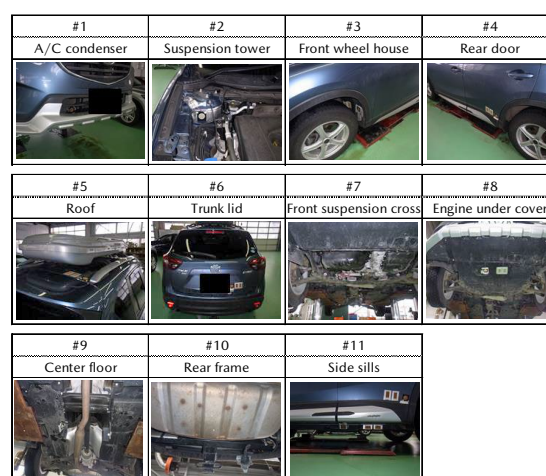 #1 #2 #3 #4
A/C condenser Suspension tower Front wheel house Rear door
#5 #6 #7 #8
Roof Trunk lid Front suspension cross Engine under cover
#9 #10 #11
Center floor Rear frame Side sills